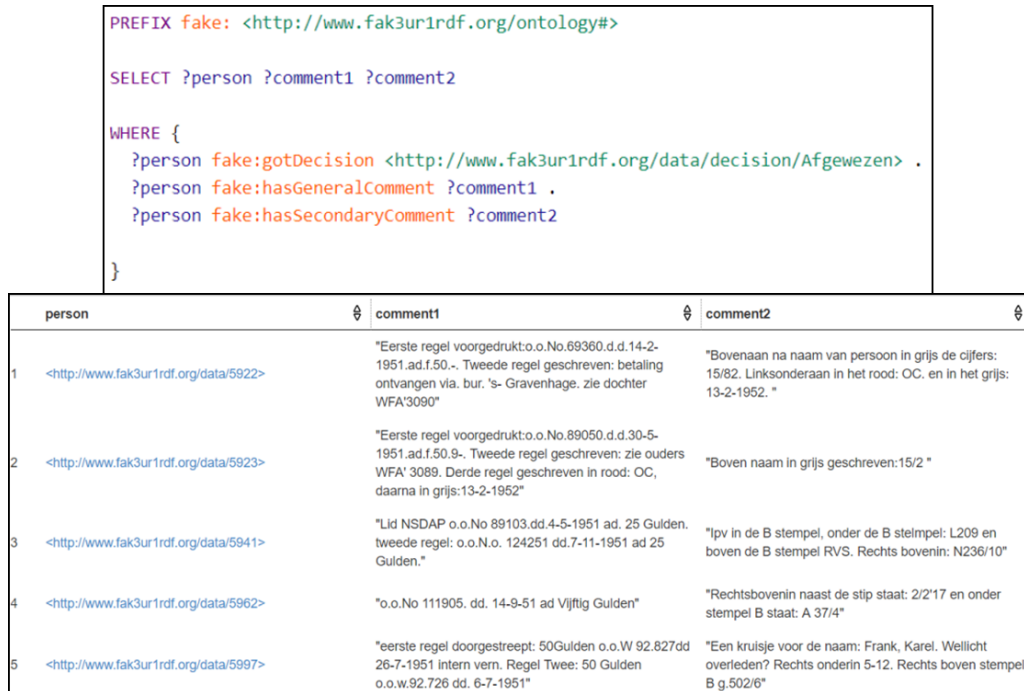 PREFIX fake: <http://www.fak3ur1rdf.org/ontology#>
SELECT ?person ?comment1 ?comment2
WHERE {
?person fake:gotDecision <http://www.fak3ur1rdf.org/data/decision/Afgewezen> .
?person fake:hasGeneralComment ?comment1 .
?person fake:hasSecondaryComment ?comment2
}
person comment1 comment2
1 <http://www.fak3ur1rdf.org/data/5922>
"Eerste regel voorgedrukt:o.o.No.69360.d.d.14-2-
1951.ad.f.50.-. Tweede regel geschreven: betaling
ontvangen via. bur. 's- Gravenhage. zie dochter
WFA'3090"
"Bovenaan na naam van persoon in grijs de cijfers:
15/82. Linksonderaan in het rood: OC. en in het grijs:
13-2-1952. "
2 <http://www.fak3ur1rdf.org/data/5923>
"Eerste regel voorgedrukt:o.o.No.89050.d.d.30-5-
1951.ad.f.50.9-. Tweede regel geschreven: zie ouders
WFA' 3089. Derde regel geschreven in rood: OC,
daarna in grijs:13-2-1952"
"Boven naam in grijs geschreven:15/2 "
3 <http://www.fak3ur1rdf.org/data/5941>
"Lid NSDAP o.o.No 89103.dd.4-5-1951 ad. 25 Gulden.
tweede regel: o.o.N.o. 124251 dd.7-11-1951 ad 25
Gulden."
"Ipv in de B stempel, onder de B stelmpel: L209 en
boven de B stempel RVS. Rechts bovenin: N236/10"
4 <http://www.fak3ur1rdf.org/data/5962>
"o.o.No 111905. dd. 14-9-51 ad Vijftig Gulden"
"Rechtsbovenin naast de stip staat: 2/2'17 en onder
stempel B staat: A 37/4"
5 <http://www.fak3ur1rdf.org/data/5997>
"eerste regel doorgestreept: 50Gulden o.o.W 92.827dd
26-7-1951 intern vern. Regel Twee: 50 Gulden
o.o.w.92.726 dd. 6-7-1951"
"Een kruisje voor de naam: Frank, Karel. Wellicht
overleden? Rechts onderin 5-12. Rechts boven stempel
B g.502/6"